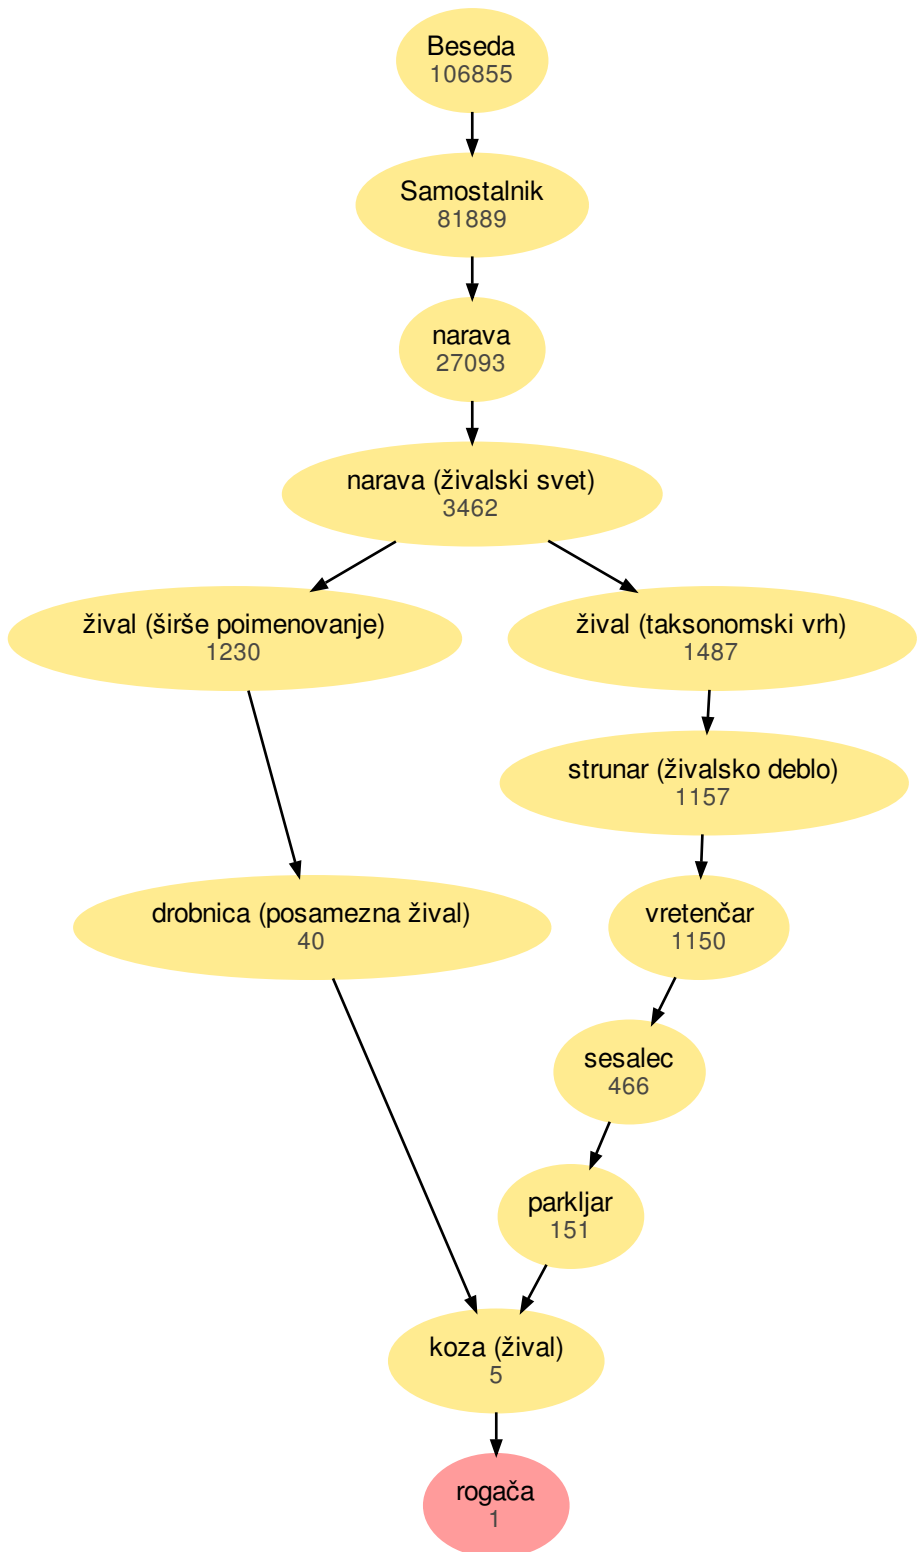 Beseda
106855
Samostalnik
81889
narava
27093
narava (živalski svet)
3462
žival (širše poimenovanje)
1230
žival (taksonomski vrh)
1487
strunar (živalsko deblo)
1157
drobnica (posamezna žival)
40
vretenčar
1150
sesalec
466
parkljar
151
koza (žival)
5
rogača
1